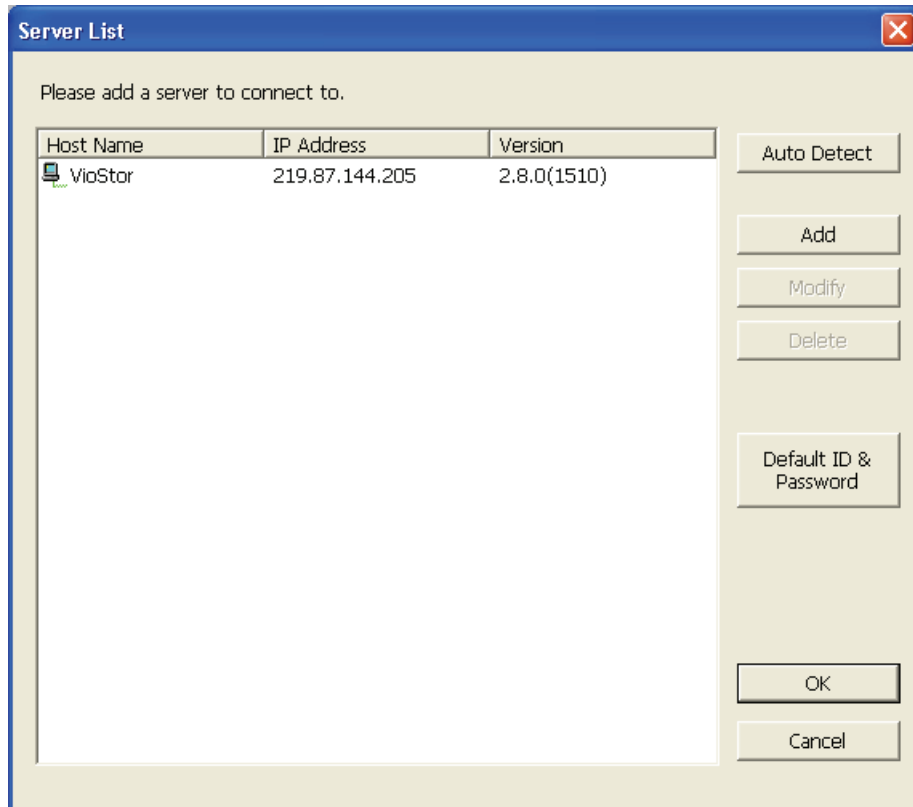 Server List
Please add a server to connect to.
Host Name IP Address Version
VioStor 219.87.144.205 2.8.0(1510)
Auto Detect
Add
Modify
Delete
Default ID &
Password
OK
Cancel